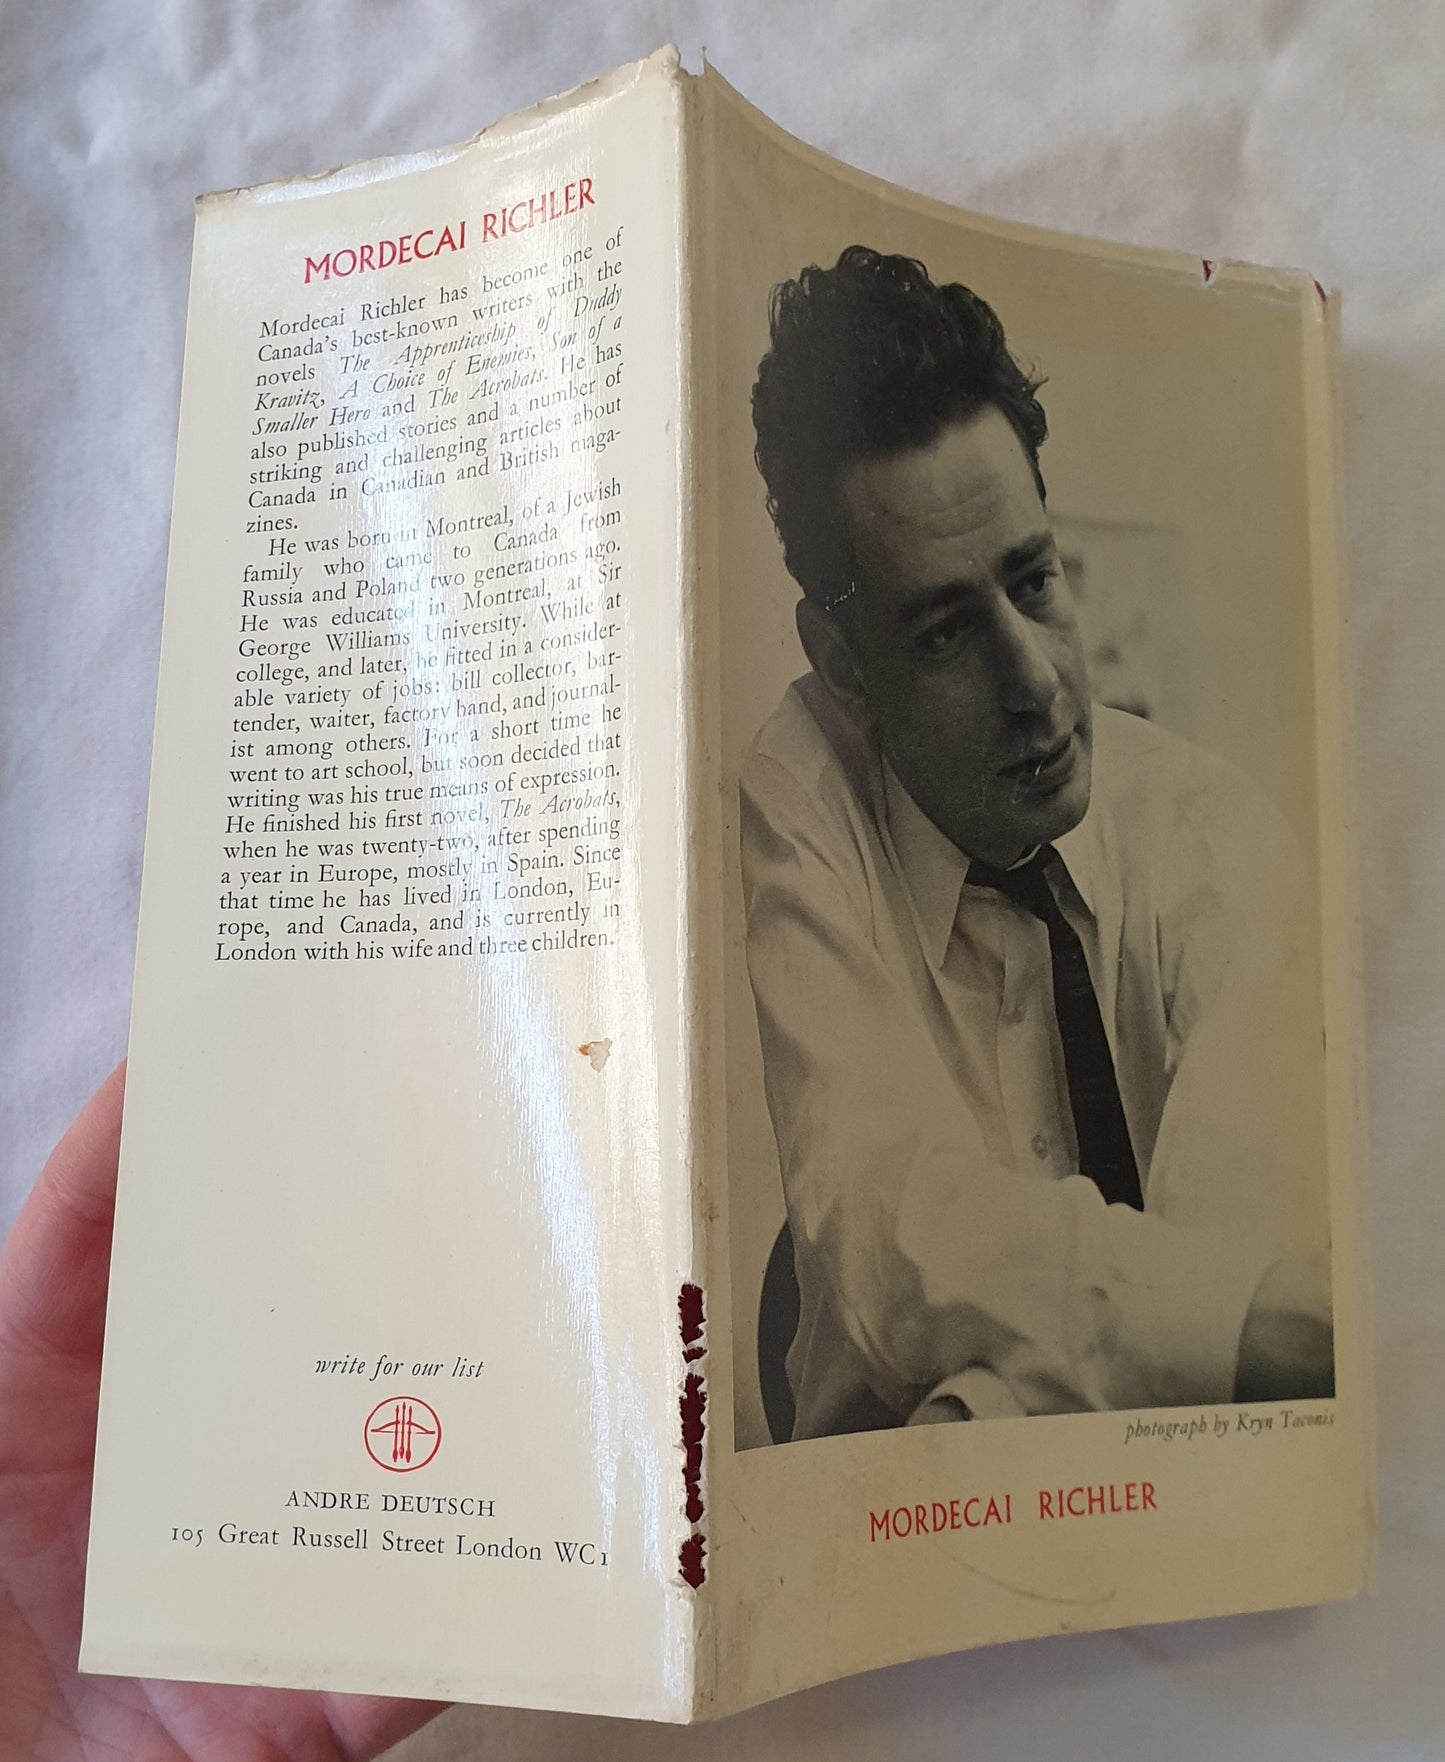 MORDECAI RICHLER
Mordecai Richler has become one of
Canada's best-known writers with the
novels The Apprenticeship of Duddy
Kravitz, A Choice of Enemies, Son of a
Smaller Hero and The Acrobats. He has
also published stories and a number of
striking and challenging articles about
Canada in Canadian and British maga-
zines.
He was born in Montreal, of a Jewish
family who came to Canada from
Russia and Poland two generations ago.
He was educated in Montreal, at Sir
George Williams University. While at
college, and later, he fitted in a consider-
able variety of jobs: bill collector, bar-
tender, waiter, factory hand, and journal-
ist among others. For a short time he
went to art school, but soon decided that
writing was his true means of expression.
He finished his first novel, The Acrobats,
when he was twenty-two, after spending
a year in Europe, mostly in Spain. Since
that time he has lived in London, Eu-
rope, and Canada, and is currently in
London with his wife and three children.
write for our list
ANDRE DEUTSCH
105 Great Russell Street London WC1
photograph by Kryn Taconis
MORDECAI RICHLER